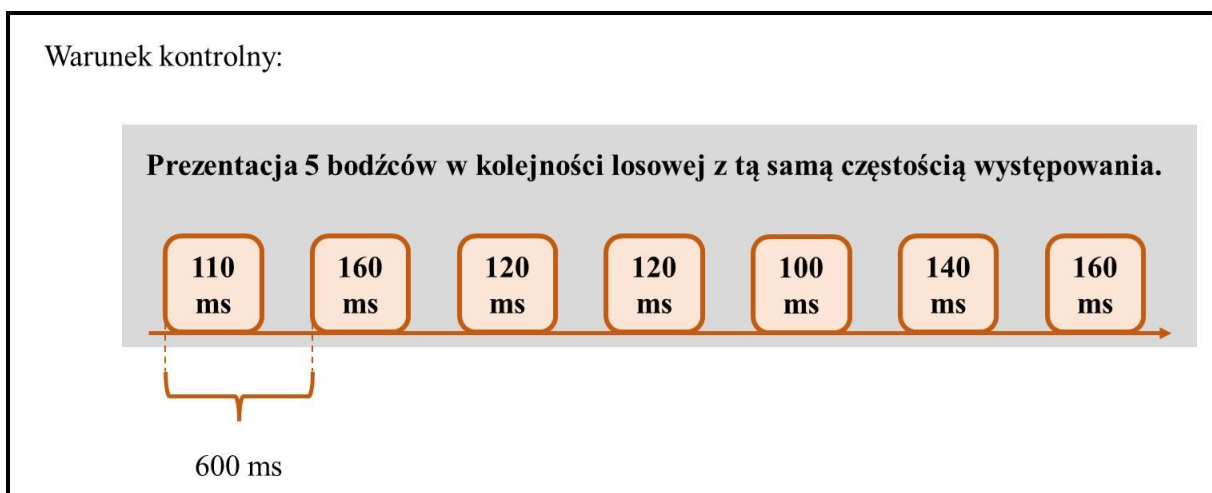 Warunek kontrolny:
Prezentacja 5 bodźców w kolejności losowej z tą samą częstością występowania.
110 ms
160 ms
120 ms
120 ms
100 ms
140 ms
160 ms
600 ms